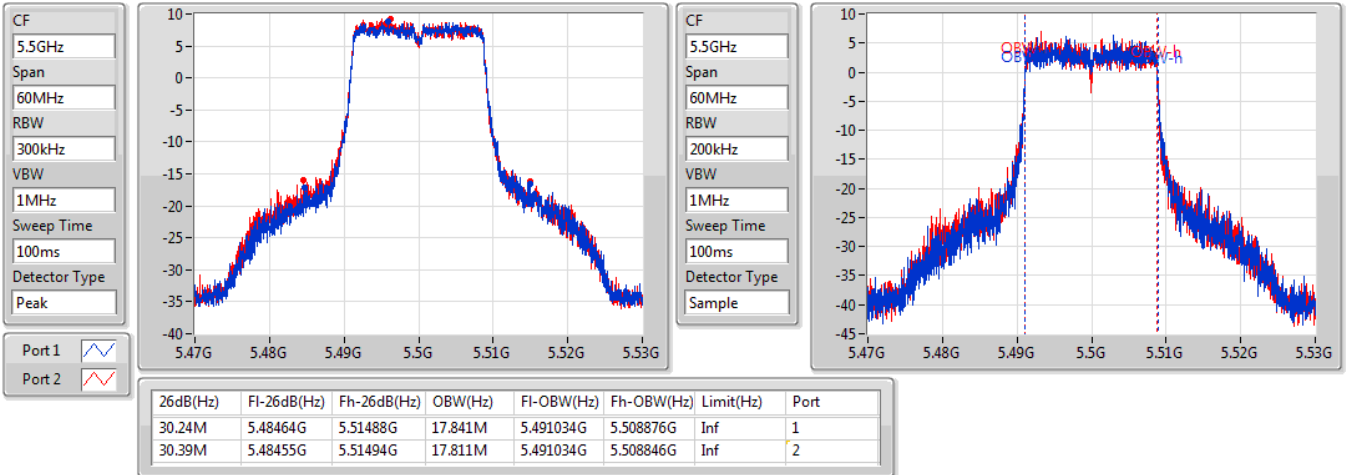 CF
5.5GHz
Span
60MHz
RBW
300kHz
VBW
1MHz
Sweep Time
100ms
Detector Type
Peak
Port 1
Port 2
10
5
0
-5
-10
-15
-20
-25
-30
-35
-40
5.47G 5.48G 5.49G 5.5G 5.51G 5.52G 5.53G
CF
5.5GHz
Span
60MHz
RBW
200kHz
VBW
1MHz
Sweep Time
100ms
Detector Type
Sample
10
5
0
-5
-10
-15
-20
-25
-30
-35
-40
-45
5.47G 5.48G 5.49G 5.5G 5.51G 5.52G 5.53G
26dB(Hz) Fl-26dB(Hz) Fh-26dB(Hz) OBW(Hz) Fl-OBW(Hz) Fh-OBW(Hz) Limit(Hz) Port
30.24M 5.48464G 5.51488G 17.841M 5.491034G 5.508876G Inf 1
30.39M 5.48455G 5.51494G 17.811M 5.491034G 5.508846G Inf 2